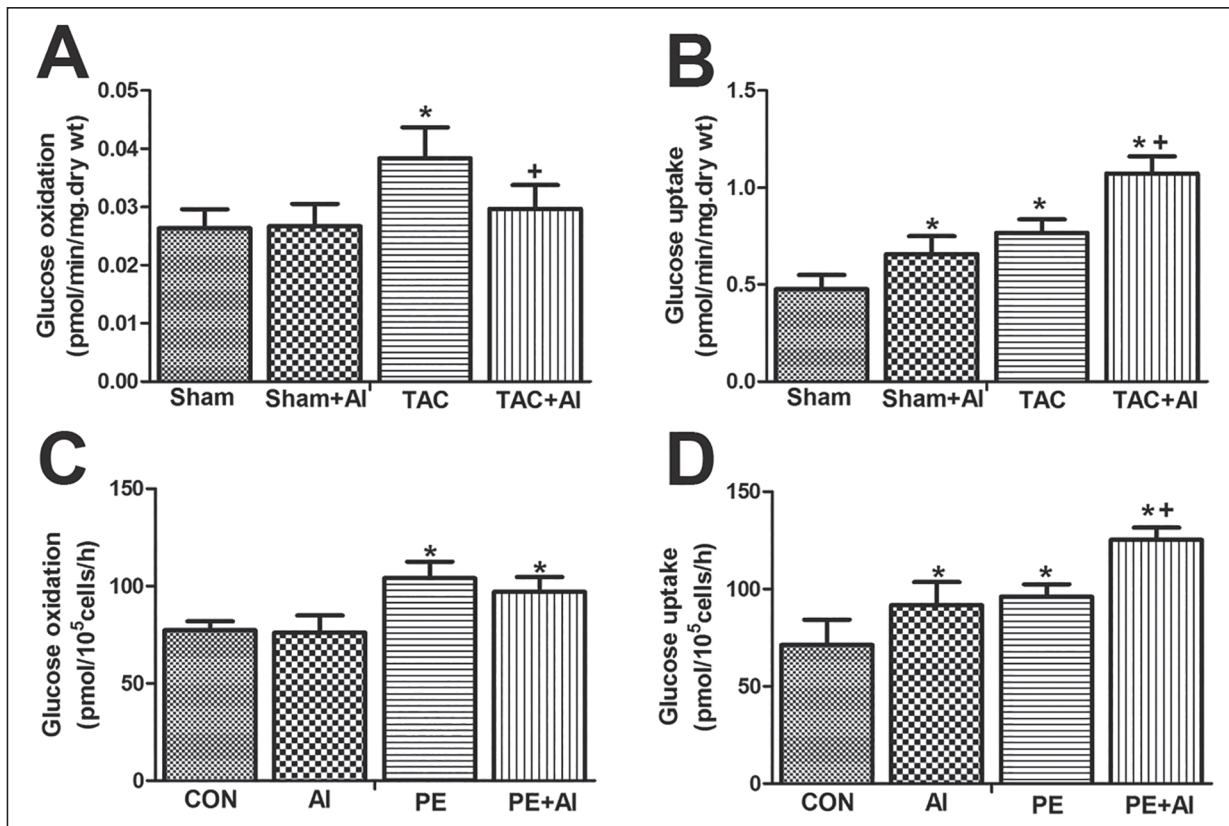 A
Glucose oxidation
(pmol/min/mg.dry wt)
0.05
0.04
0.03
0.02
0.01
0.00
*
+
Sham Sham+AI TAC TAC+AI
B
Glucose uptake
(pmol/min/mg.dry wt)
1.5
1.0
0.5
0.0
*
*
* +
Sham Sham+AI TAC TAC+AI
C
Glucose oxidation
(pmol/10⁵cells/h)
150
100
50
0
*
*
CON AI PE PE+AI
D
Glucose uptake
(pmol/10⁵cells/h)
150
100
50
0
*
*
* +
CON AI PE PE+AI